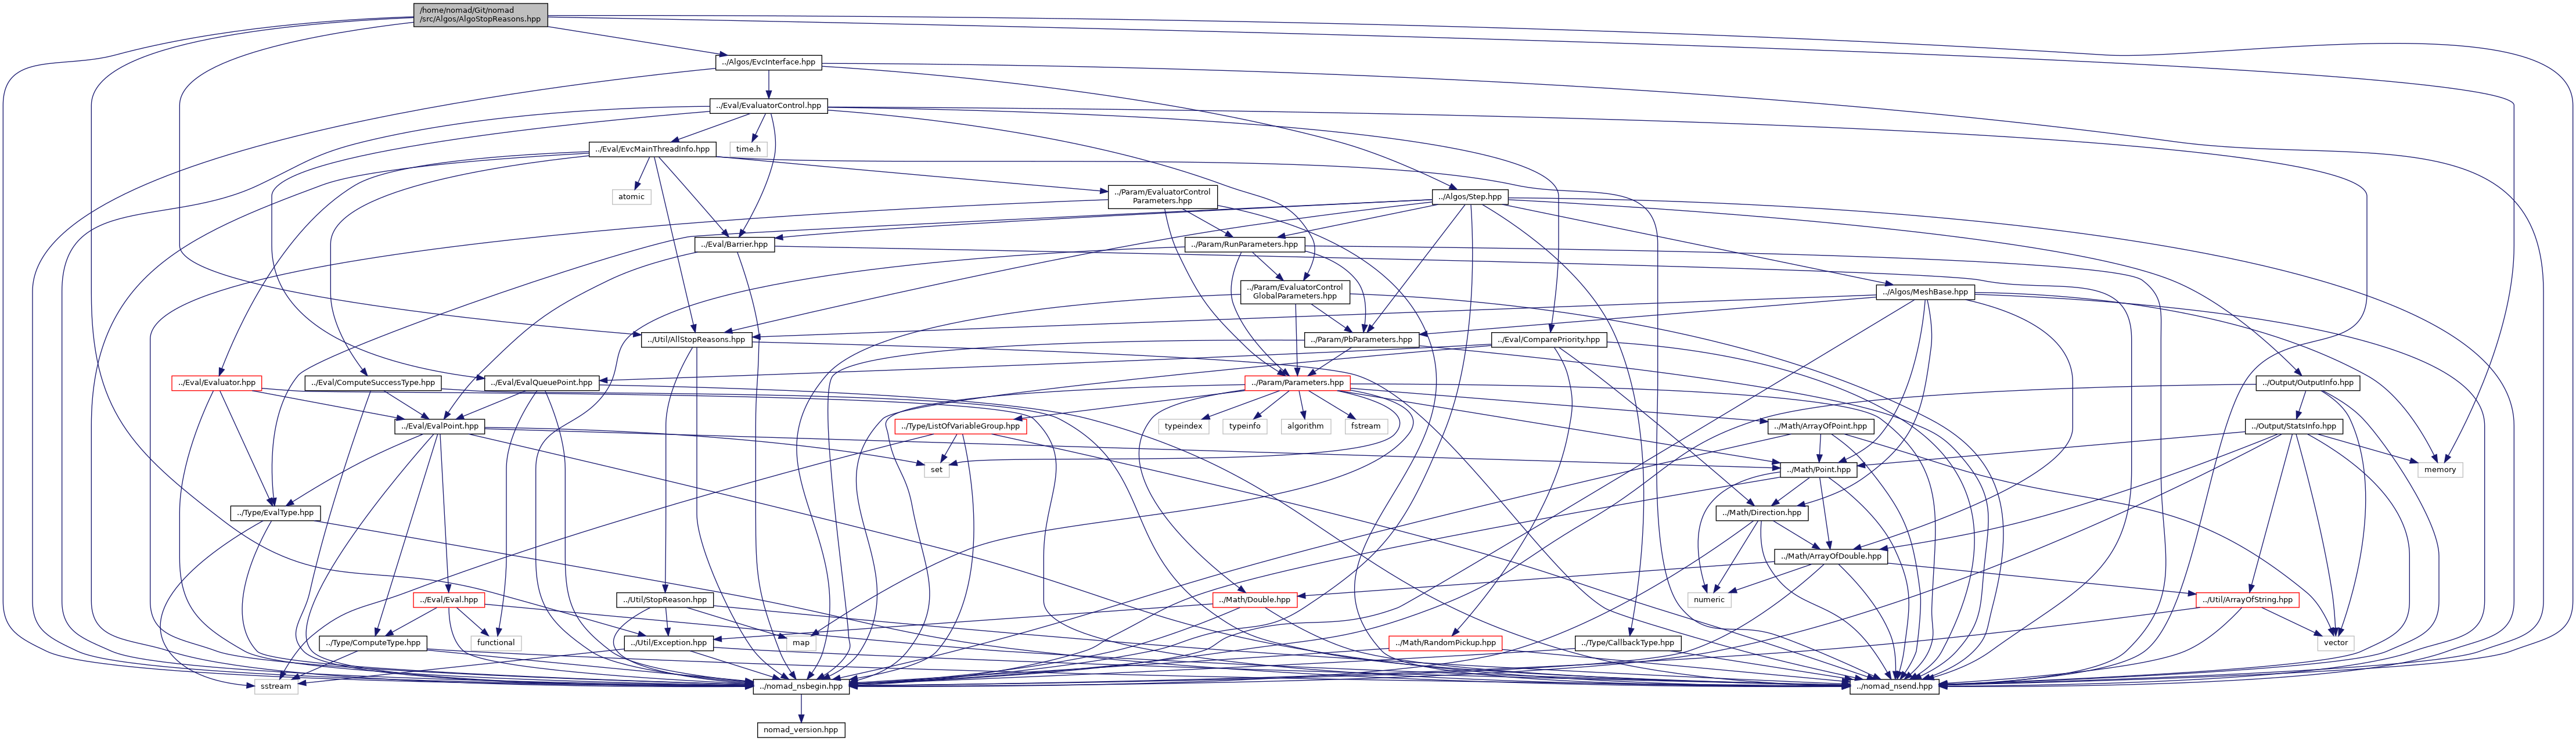 /home/nomad/Git/nomad
/src/Algos/AlgoStopReasons.hpp
../Algos/EvcInterface.hpp
../Eval/EvaluatorControl.hpp
../Eval/EvcMainThreadInfo.hpp
time.h
atomic
../Param/EvaluatorControl
Parameters.hpp
../Algos/Step.hpp
../Eval/Barrier.hpp
../Param/RunParameters.hpp
../Param/EvaluatorControl
GlobalParameters.hpp
../Algos/MeshBase.hpp
../Util/AllStopReasons.hpp
../Param/PbParameters.hpp
../Eval/ComparePriority.hpp
../Eval/Evaluator.hpp
../Eval/ComputeSuccessType.hpp
../Eval/EvalQueuePoint.hpp
../Param/Parameters.hpp
../Output/OutputInfo.hpp
../Eval/EvalPoint.hpp
../Type/ListOfVariableGroup.hpp
typeindex
typeinfo
algorithm
fstream
../Math/ArrayOfPoint.hpp
../Output/StatsInfo.hpp
set
../Math/Point.hpp
memory
../Type/EvalType.hpp
../Math/Direction.hpp
../Math/ArrayOfDouble.hpp
../Eval/Eval.hpp
../Util/StopReason.hpp
../Math/Double.hpp
numeric
../Util/ArrayOfString.hpp
../Type/ComputeType.hpp
functional
../Util/Exception.hpp
map
../Math/RandomPickup.hpp
../Type/CallbackType.hpp
vector
sstream
../nomad_nsbegin.hpp
../nomad_nsend.hpp
nomad_version.hpp